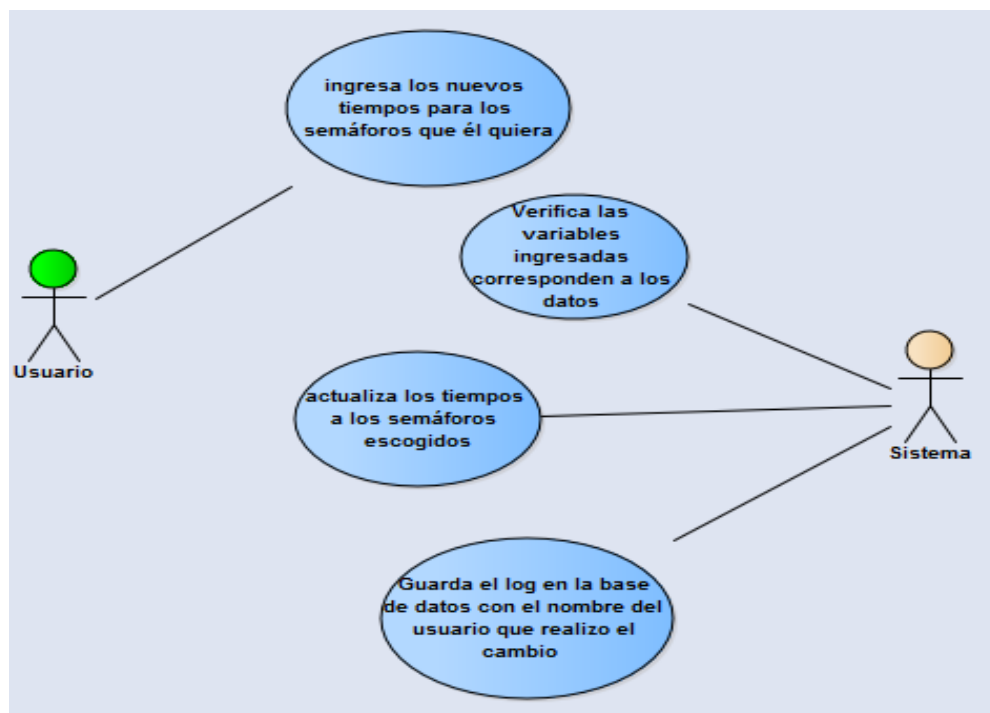 ingresa los nuevos
tiempos para los
semáforos que él quiera
Verifica las
variables
ingresadas
corresponden a los
datos
Usuario
actualiza los tiempos
a los semáforos
escogidos
Sistema
Guarda el log en la base
de datos con el nombre del
usuario que realizo el
cambio